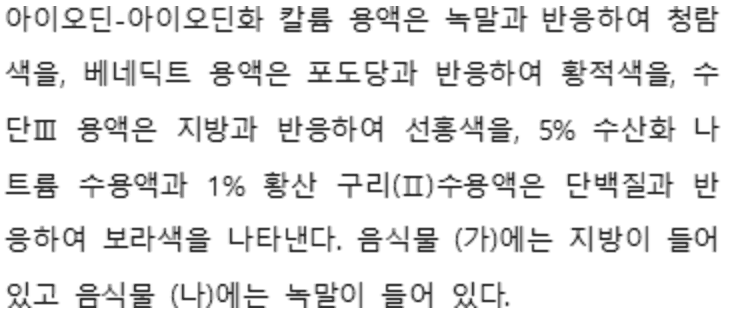 아이오딘-아이오딘화 칼륨 용액은 녹말과 반응하여 청람
색을, 베네딕트 용액은 포도당과 반응하여 황적색을, 수
단Ⅲ 용액은 지방과 반응하여 선홍색을, 5% 수산화 나
트륨 수용액과 1% 황산 구리(Ⅱ)수용액은 단백질과 반
응하여 보라색을 나타낸다. 음식물 (가)에는 지방이 들어
있고 음식물 (나)에는 녹말이 들어 있다.